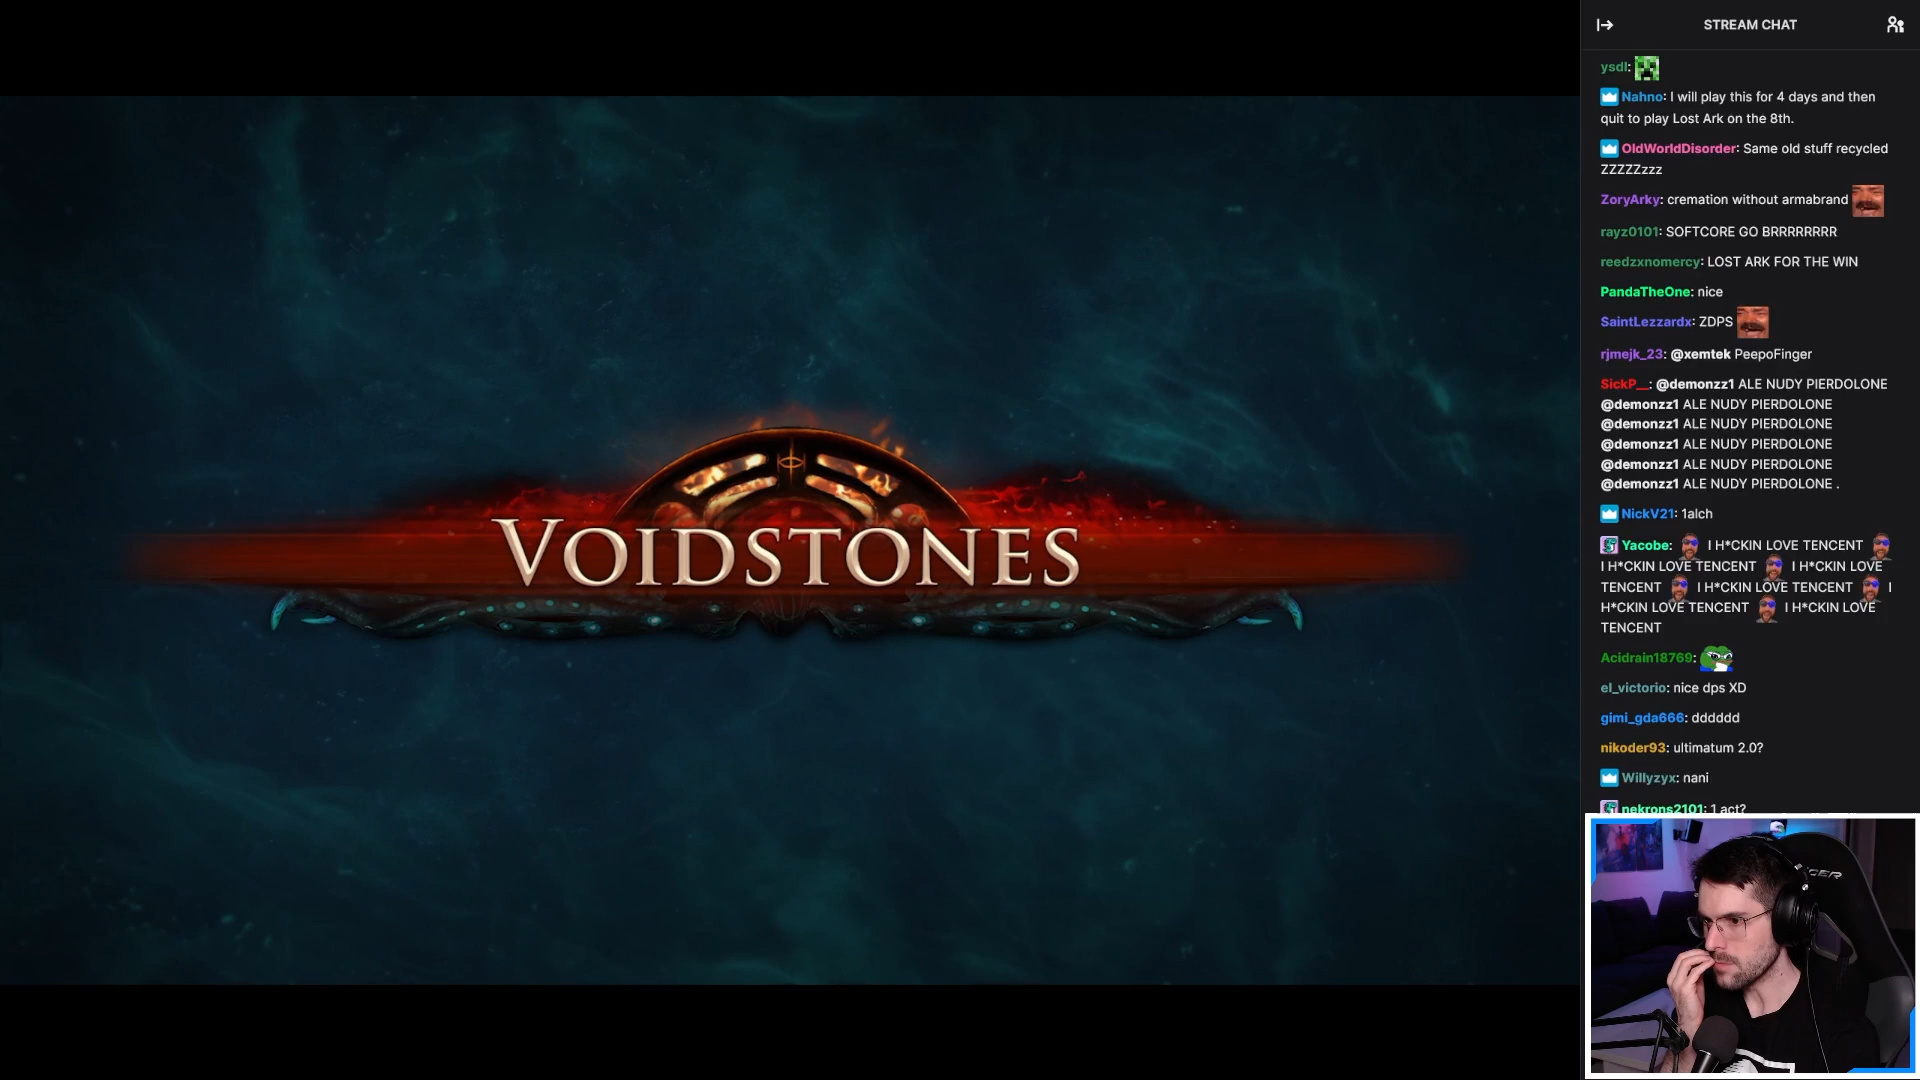 STREAM CHAT
ysdl:
Nahno: I will play this for 4 days and then
quit to play Lost Ark on the 8th.
OldWorldDisorder: Same old stuff recycled
ZZZZZzzz
ZoryArky: cremation without armabrand
rayz0101: SOFTCORE GO BRRRRRRRR
reedzxnomercy: LOST ARK FOR THE WIN
PandaTheOne: nice
SaintLezzardx: ZDPS
rjmejk_23: @xemtek PeepoFinger
SickP__: @demonzz1 ALE NUDY PIERDOLONE
@demonzz1 ALE NUDY PIERDOLONE
@demonzz1 ALE NUDY PIERDOLONE
@demonzz1 ALE NUDY PIERDOLONE
@demonzz1 ALE NUDY PIERDOLONE
@demonzz1 ALE NUDY PIERDOLONE .
NickV21: 1alch
Yacobe: I H*CKIN LOVE TENCENT
I H*CKIN LOVE TENCENT I H*CKIN LOVE
TENCENT I H*CKIN LOVE TENCENT I
H*CKIN LOVE TENCENT I H*CKIN LOVE
TENCENT
Acidrain18769:
el_victorio: nice dps XD
gimi_gda666: dddddd
nikoder93: ultimatum 2.0?
Willyzyx: nani
nekrons2101: 1 act?
VOIDSTONES